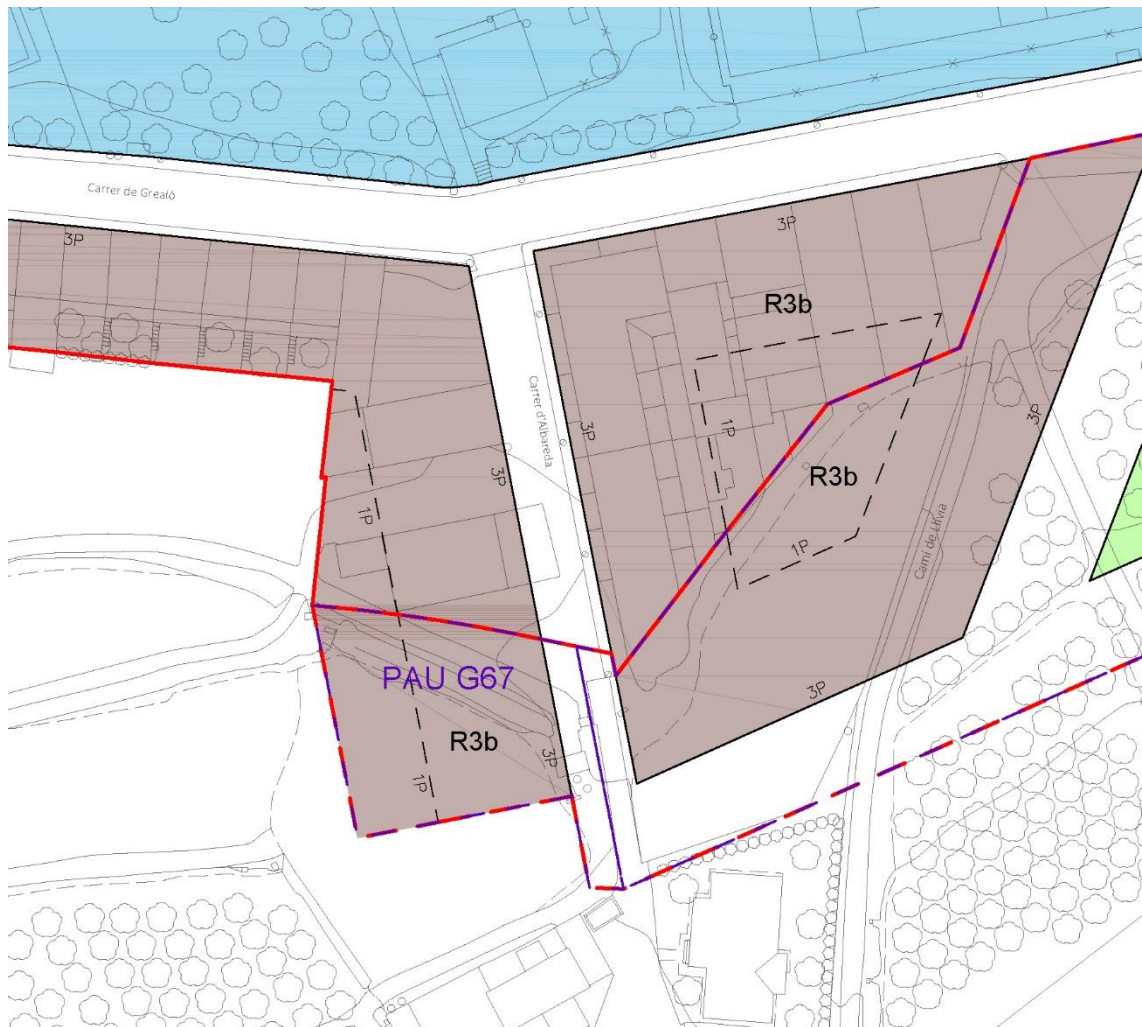 Carrer de Grealó
3P
3P
R3b
Carrer d'Albareda
3P
1P
3P
3P
R3b
1P
1P
Camí de Llívia
PAU G67
R3b
3P
3P
1P